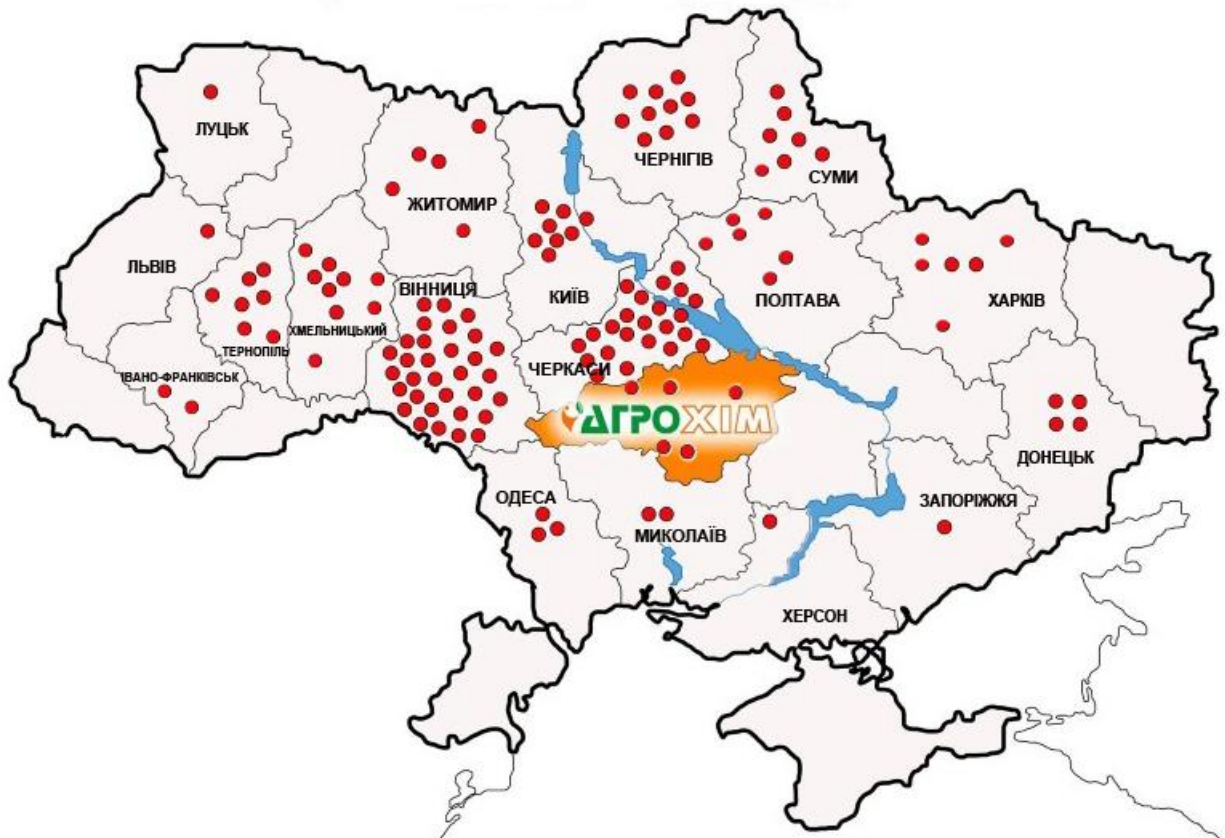 ЛУЦЬК
ЧЕРНІГІВ
СУМИ
ЖИТОМИР
ЛЬВІВ
ВІННИЦЯ
КИЇВ
ПОЛТАВА
ХАРКІВ
ХМЕЛЬНИЦЬКИЙ
ТЕРНОПІЛЬ
ІВАНО-ФРАНКІВСЬК
ЧЕРКАСИ
АГРОХІМ
ДОНЕЦЬК
ОДЕСА
ЗАПОРІЖЖЯ
МИКОЛАЇВ
ХЕРСОН